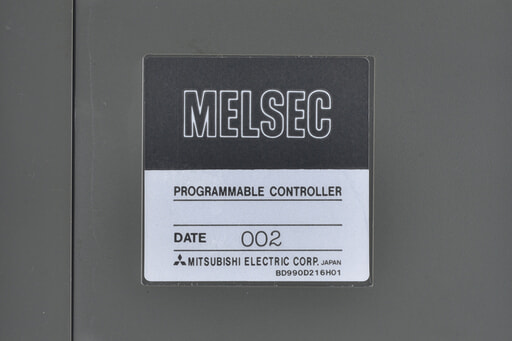 MELSEC
PROGRAMMABLE CONTROLLER
DATE 002
MITSUBISHI ELECTRIC CORP. JAPAN
BD990D216H01